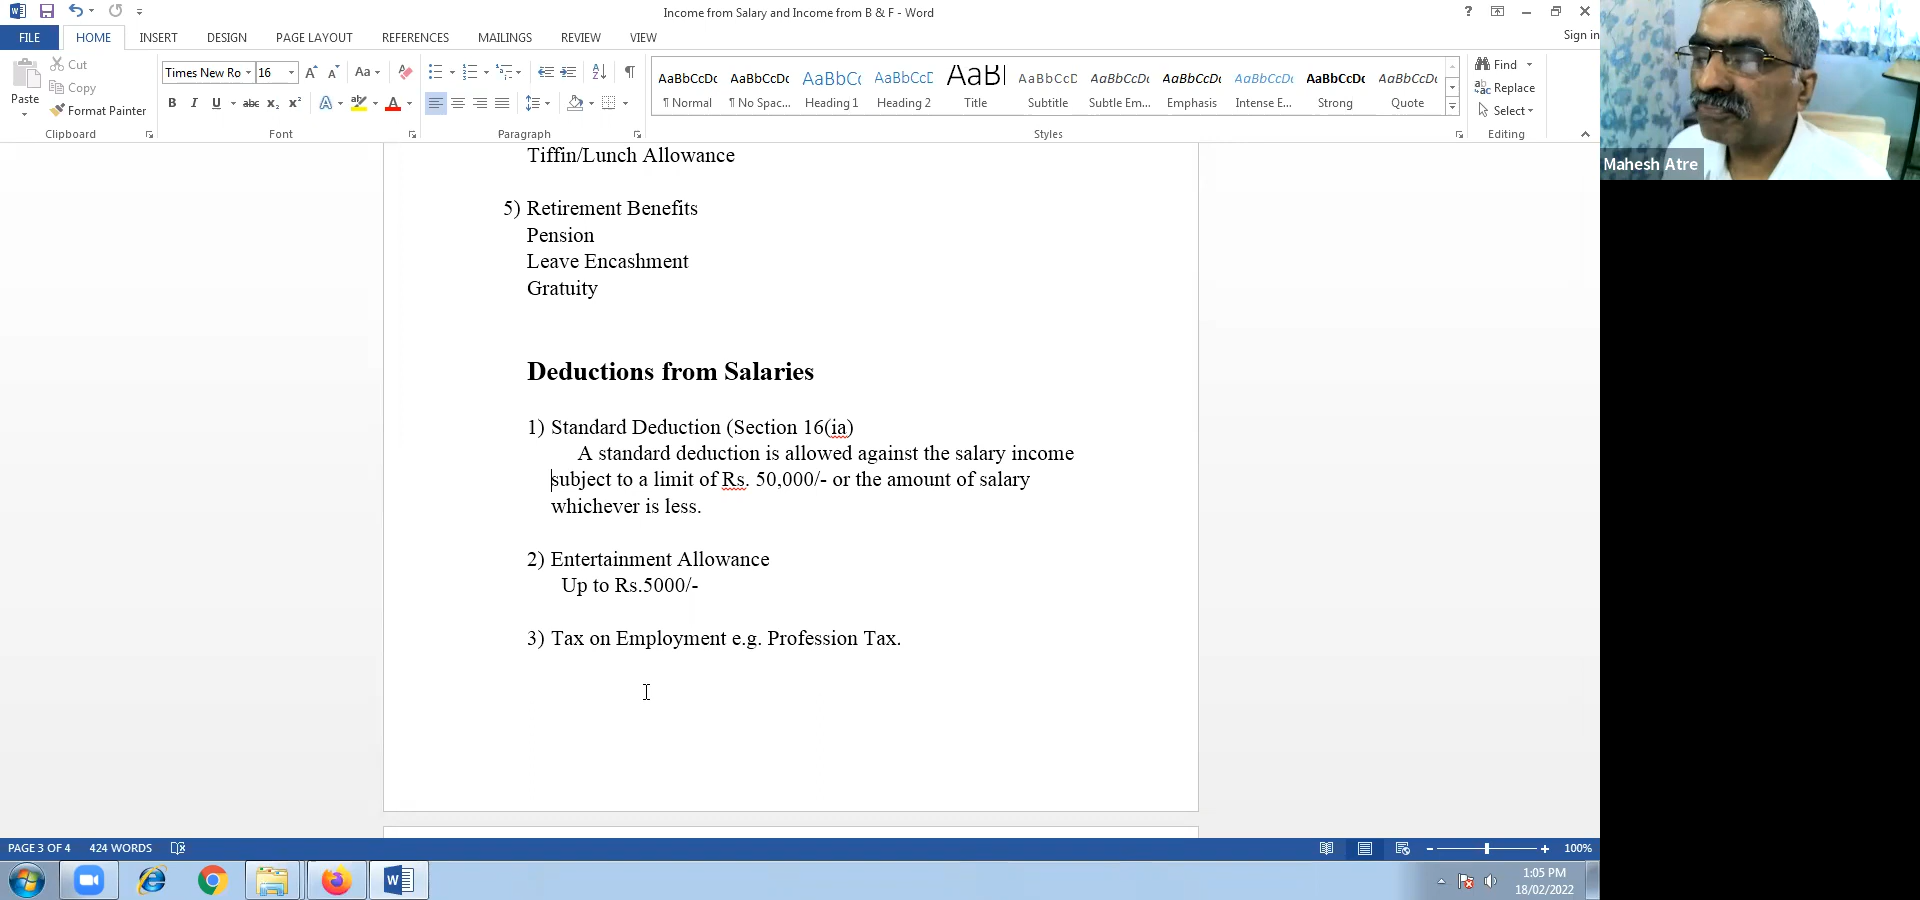 Income from Salary and Income from B & F - Word
Sign in
FILE HOME INSERT DESIGN PAGE LAYOUT REFERENCES MAILINGS REVIEW VIEW
Paste
Cut
Copy
Format Painter
Clipboard
Times New Ro 16
Font
Paragraph
AaBbCcDc AaBbCcDc AaBbCc AaBbCcD AaB AaBbCcD AaBbCcDc AaBbCcDc AaBbCcDc AaBbCcDc AaBbCcDc
¶ Normal ¶ No Spac... Heading 1 Heading 2 Title Subtitle Subtle Em... Emphasis Intense E... Strong Quote
Styles
Find
Replace
Select
Editing
Mahesh Atre
Tiffin/Lunch Allowance
5) Retirement Benefits
Pension
Leave Encashment
Gratuity
Deductions from Salaries
1) Standard Deduction (Section 16(ia)
A standard deduction is allowed against the salary income
subject to a limit of Rs. 50,000/- or the amount of salary
whichever is less.
2) Entertainment Allowance
Up to Rs.5000/-
3) Tax on Employment e.g. Profession Tax.
PAGE 3 OF 4 424 WORDS
100%
1:05 PM
18/02/2022